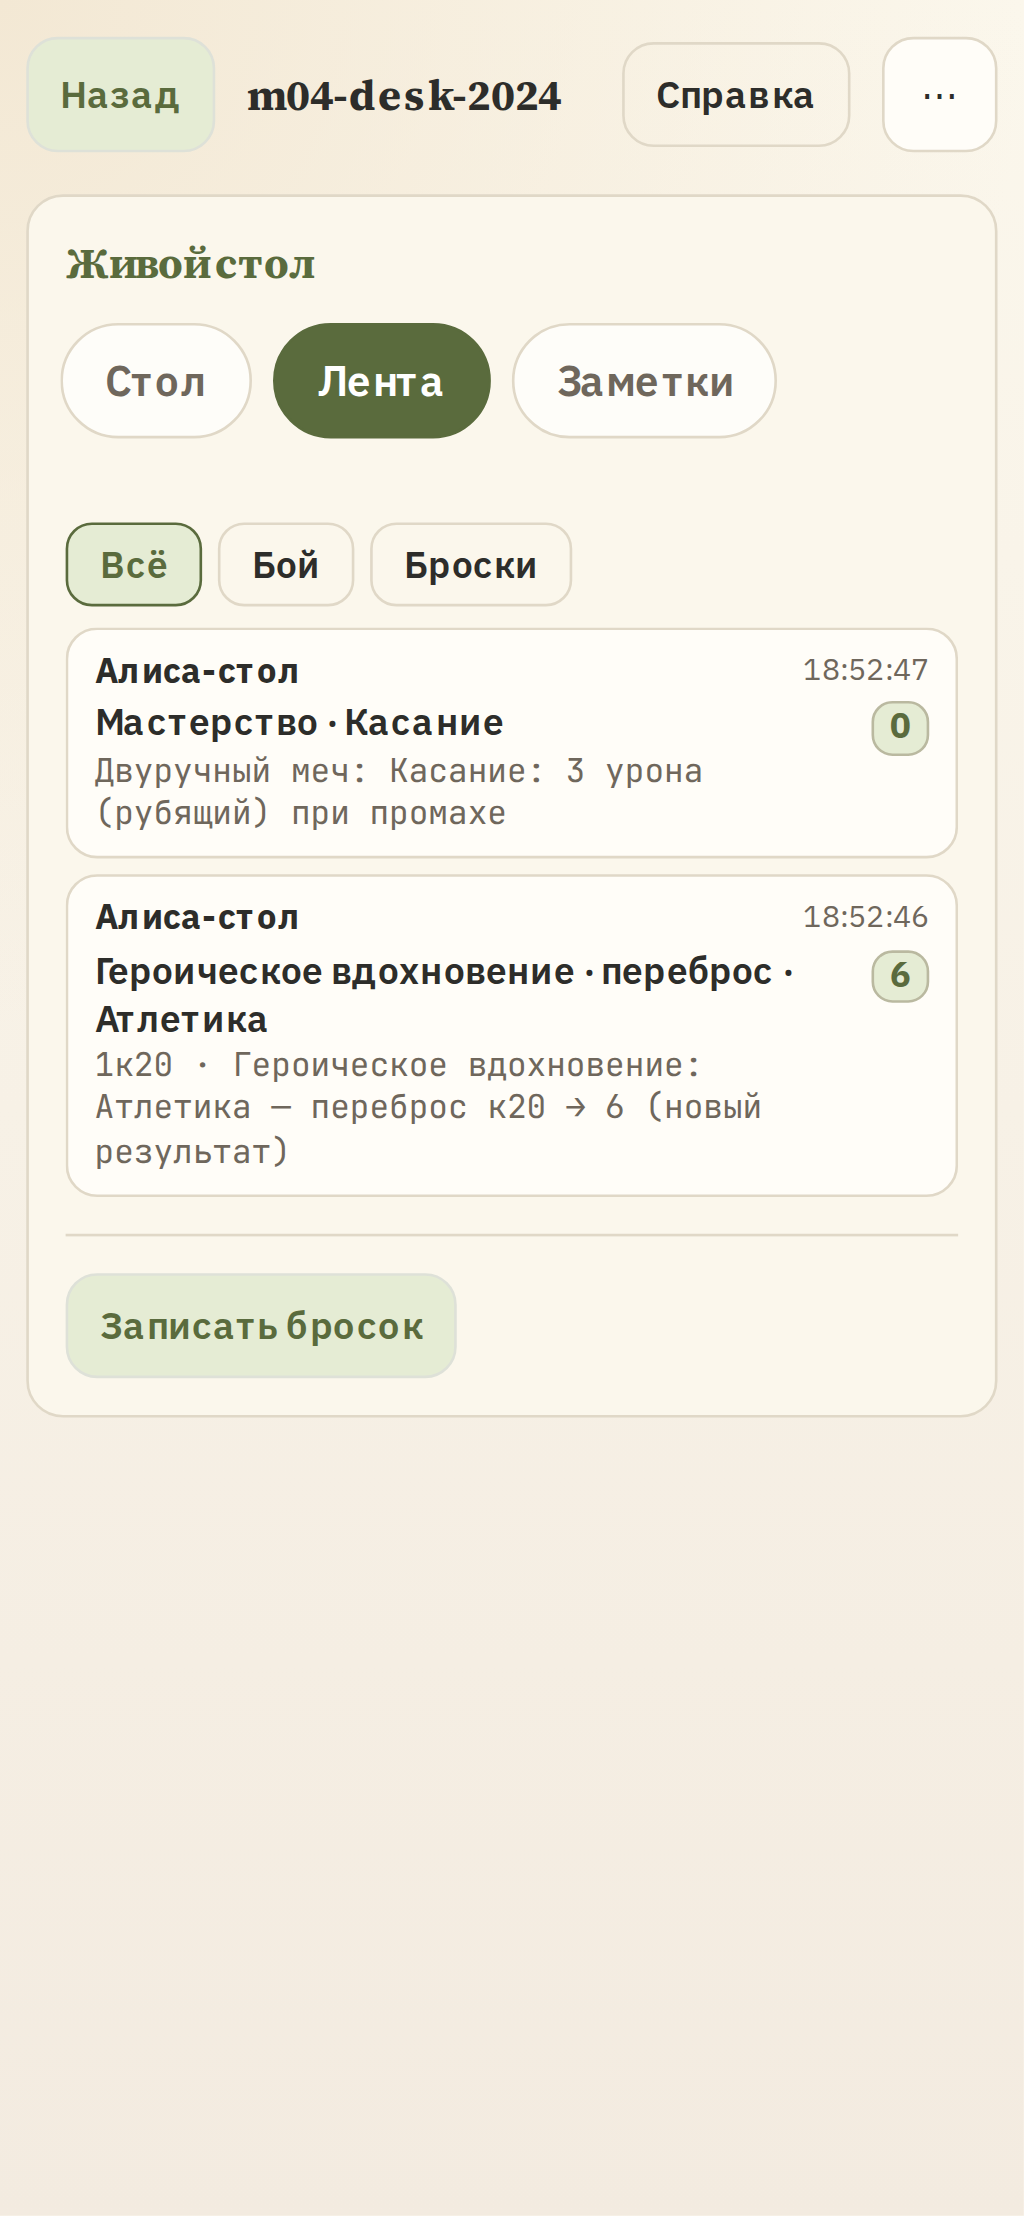 Назад
m04-desk-2024
Справка
...
Живой стол
Стол
Лента
Заметки
Всё
Бой
Броски
Алиса-стол
18:52:47
Мастерство · Касание
0
Двуручный меч: Касание: 3 урона
(рубящий) при промахе
Алиса-стол
18:52:46
Героическое вдохновение · переброс ·
Атлетика
6
1к20 · Героическое вдохновение:
Атлетика — переброс к20 → 6 (новый
результат)
Записать бросок